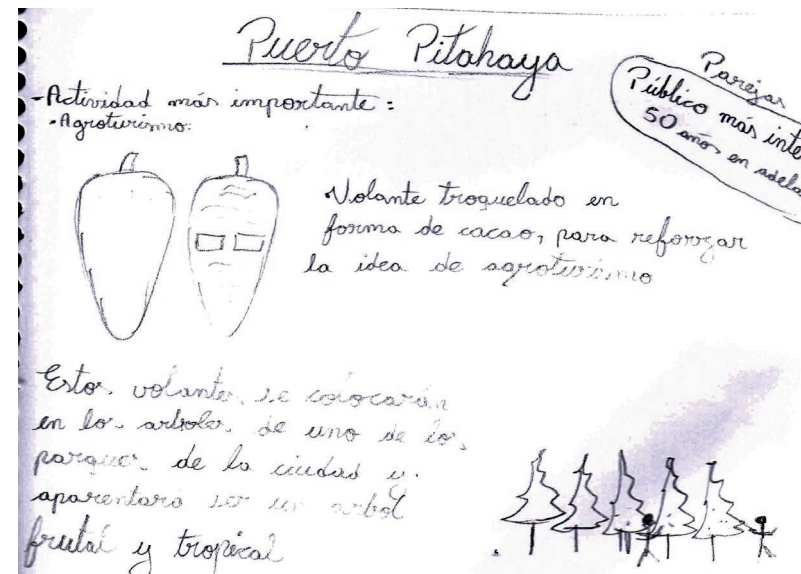 Puerto Pitahaya
Parejas
Público más inte
50 años en adela
-Actividad más importante:
•Agroturismo:
Volante troquelado en
forma de cacao, para reforzar
la idea de agroturismo
Estos volantes se colocarán
en los arboles de uno de los
parques de la ciudad y
aparentará ser un arbol
frutal y tropical